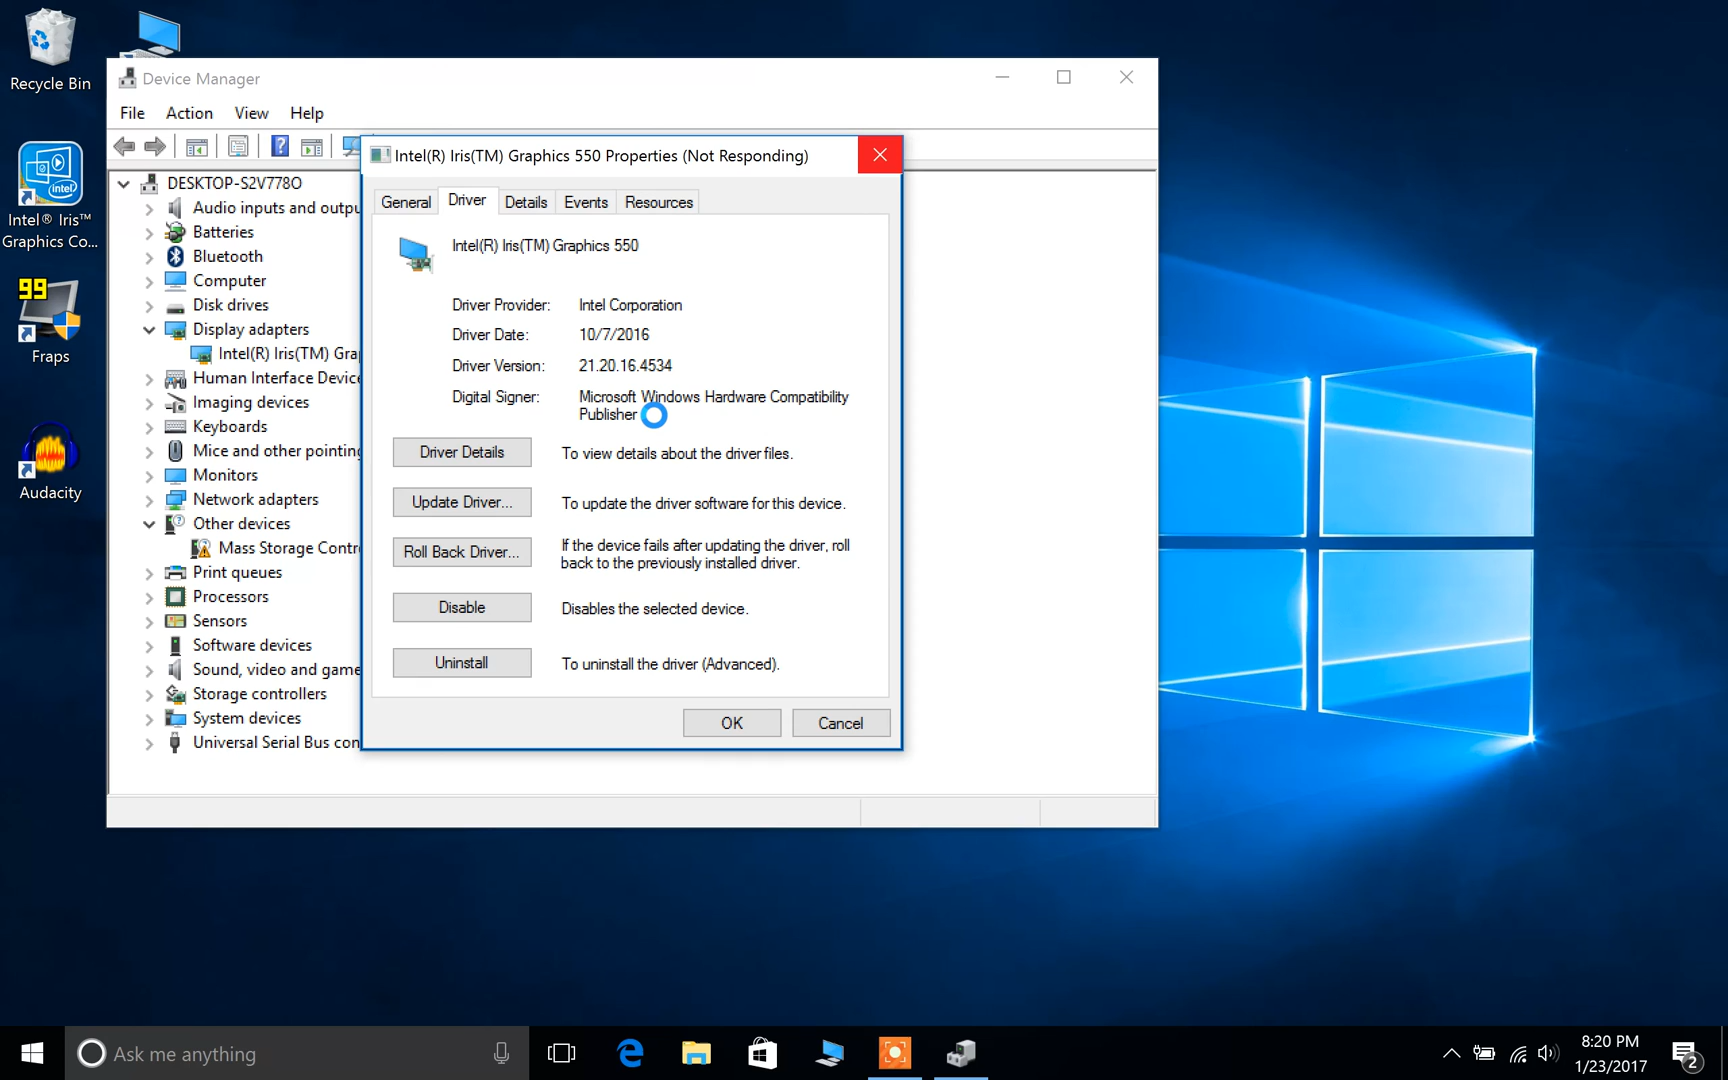 Recycle Bin
Intel® Iris™
Graphics Co...
99
Fraps
Audacity
Device Manager
File Action View Help
DESKTOP-S2V778O
Audio inputs and outpu
Batteries
Bluetooth
Computer
Disk drives
Display adapters
Intel(R) Iris(TM) Gra
Human Interface Device
Imaging devices
Keyboards
Mice and other pointing
Monitors
Network adapters
Other devices
Mass Storage Contr
Print queues
Processors
Sensors
Software devices
Sound, video and game
Storage controllers
System devices
Universal Serial Bus con
Intel(R) Iris(TM) Graphics 550 Properties (Not Responding)
General Driver Details Events Resources
Intel(R) Iris(TM) Graphics 550
Driver Provider: Intel Corporation
Driver Date: 10/7/2016
Driver Version: 21.20.16.4534
Digital Signer: Microsoft Windows Hardware Compatibility
Publisher
Driver Details To view details about the driver files.
Update Driver... To update the driver software for this device.
Roll Back Driver... If the device fails after updating the driver, roll
back to the previously installed driver.
Disable Disables the selected device.
Uninstall To uninstall the driver (Advanced).
OK Cancel
Ask me anything
8:20 PM
1/23/2017
2